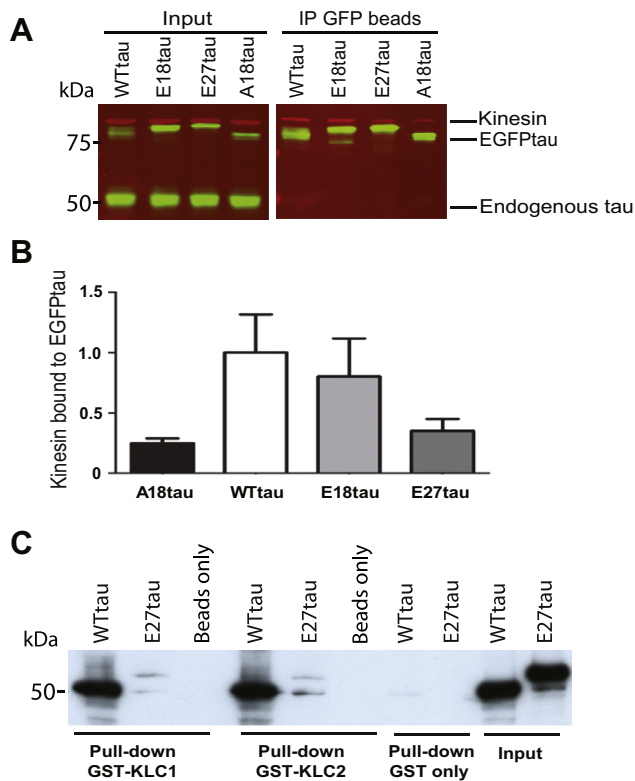 A
Input
IP GFP beads
WTtau
E18tau
E27tau
A18tau
WTtau
E18tau
E27tau
A18tau
kDa
Kinesin
EGFPtau
75
50
Endogenous tau
B
Kinesin bound to EGFPtau
1.5
1.0
0.5
0
A18tau
WTtau
E18tau
E27tau
C
WTtau
E27tau
Beads only
WTtau
E27tau
Beads only
WTtau
E27tau
WTtau
E27tau
kDa
50
Pull-down
GST-KLC1
Pull-down
GST-KLC2
Pull-down
GST only
Input